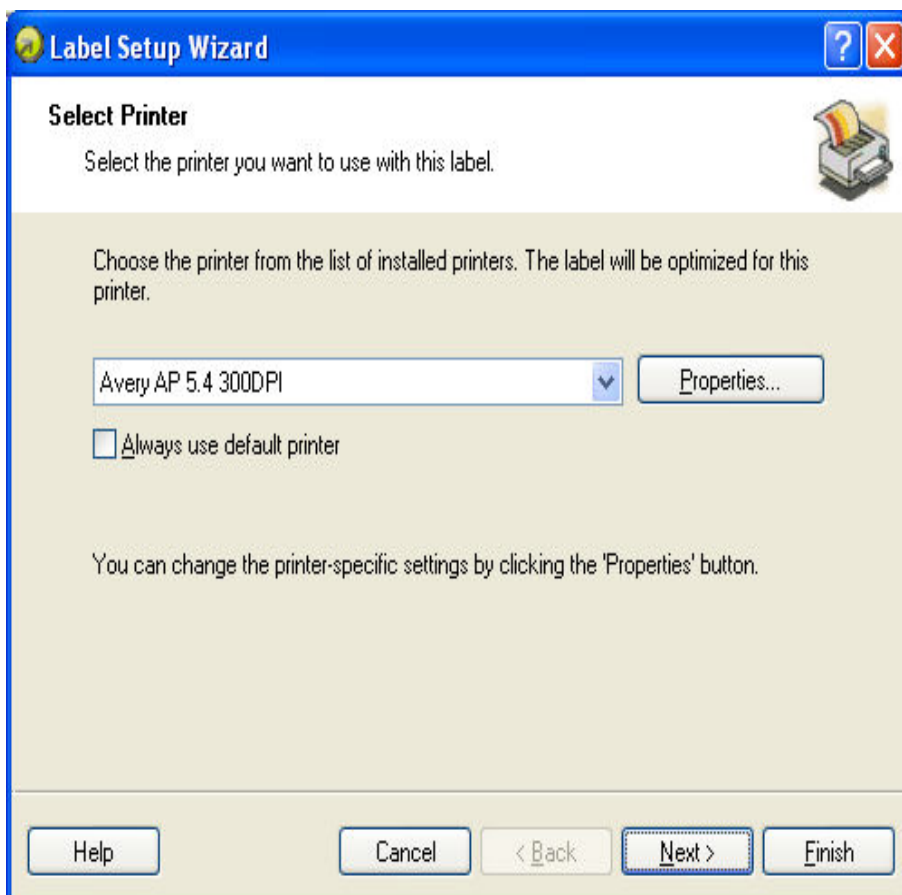 Label Setup Wizard
Select Printer
Select the printer you want to use with this label.
Choose the printer from the list of installed printers. The label will be optimized for this
printer.
Avery AP 5.4 300DPI
Properties...
Always use default printer
You can change the printer-specific settings by clicking the 'Properties' button.
Help
Cancel
< Back
Next >
Finish